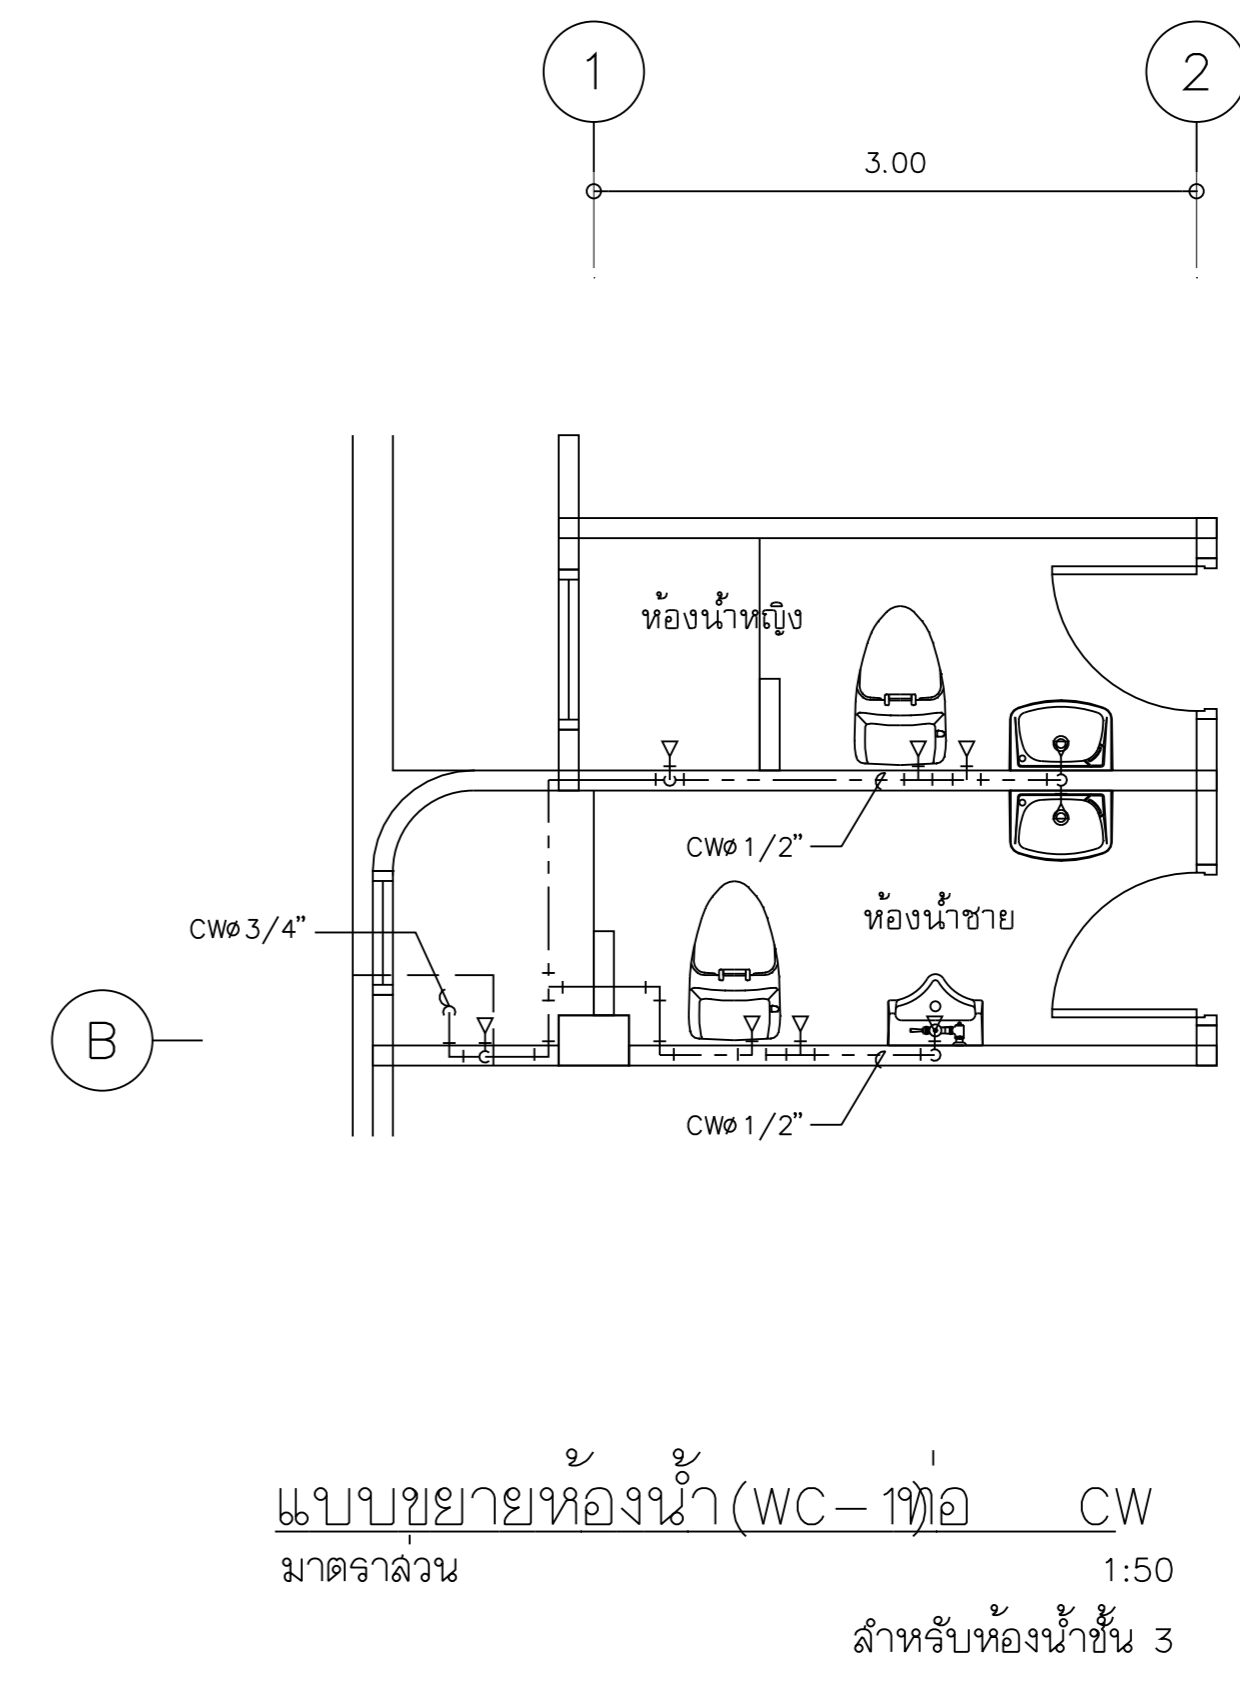 1
2
3.00
ห้องน้ำหญิง
CWø 1/2”
ห้องน้ำชาย
CWø 3/4”
B
CWø 1/2”
แบบขยายห้องน้ำ(WC-1)ท่อ CW
มาตราส่วน 1:50
สำหรับห้องน้ำชั้น 3